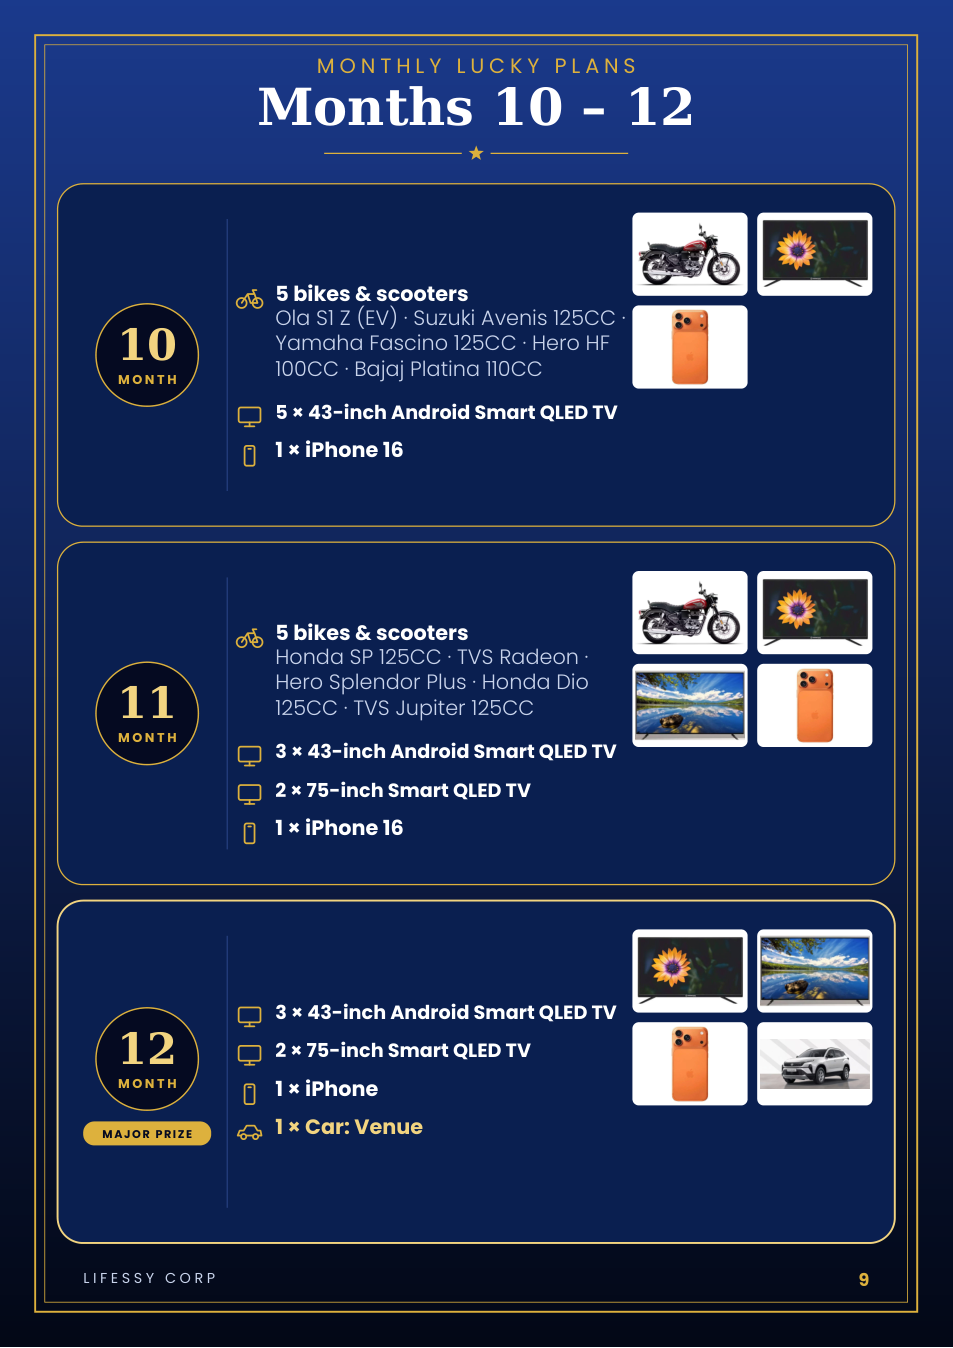 MONTHLY LUCKY PLANS
Months 10 – 12
10
MONTH
5 bikes & scooters
Ola S1 Z (EV) · Suzuki Avenis 125CC ·
Yamaha Fascino 125CC · Hero HF
100CC · Bajaj Platina 110CC
5 × 43-inch Android Smart QLED TV
1 × iPhone 16
11
MONTH
5 bikes & scooters
Honda SP 125CC · TVS Radeon ·
Hero Splendor Plus · Honda Dio
125CC · TVS Jupiter 125CC
3 × 43-inch Android Smart QLED TV
2 × 75-inch Smart QLED TV
1 × iPhone 16
12
MONTH
MAJOR PRIZE
3 × 43-inch Android Smart QLED TV
2 × 75-inch Smart QLED TV
1 × iPhone
1 × Car: Venue
LIFESSY CORP
9